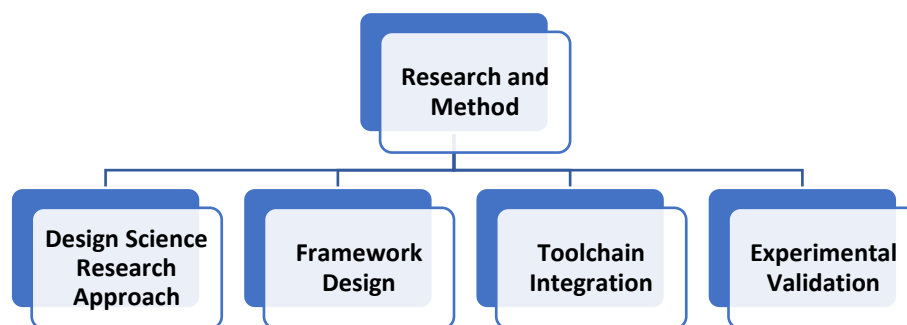 Research and
Method
Design Science
Research
Approach
Framework
Design
Toolchain
Integration
Experimental
Validation